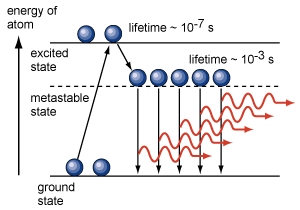 energy of
atom
lifetime ~ 10⁻⁷ s
excited
state
lifetime ~ 10⁻³ s
metastable
state
ground
state